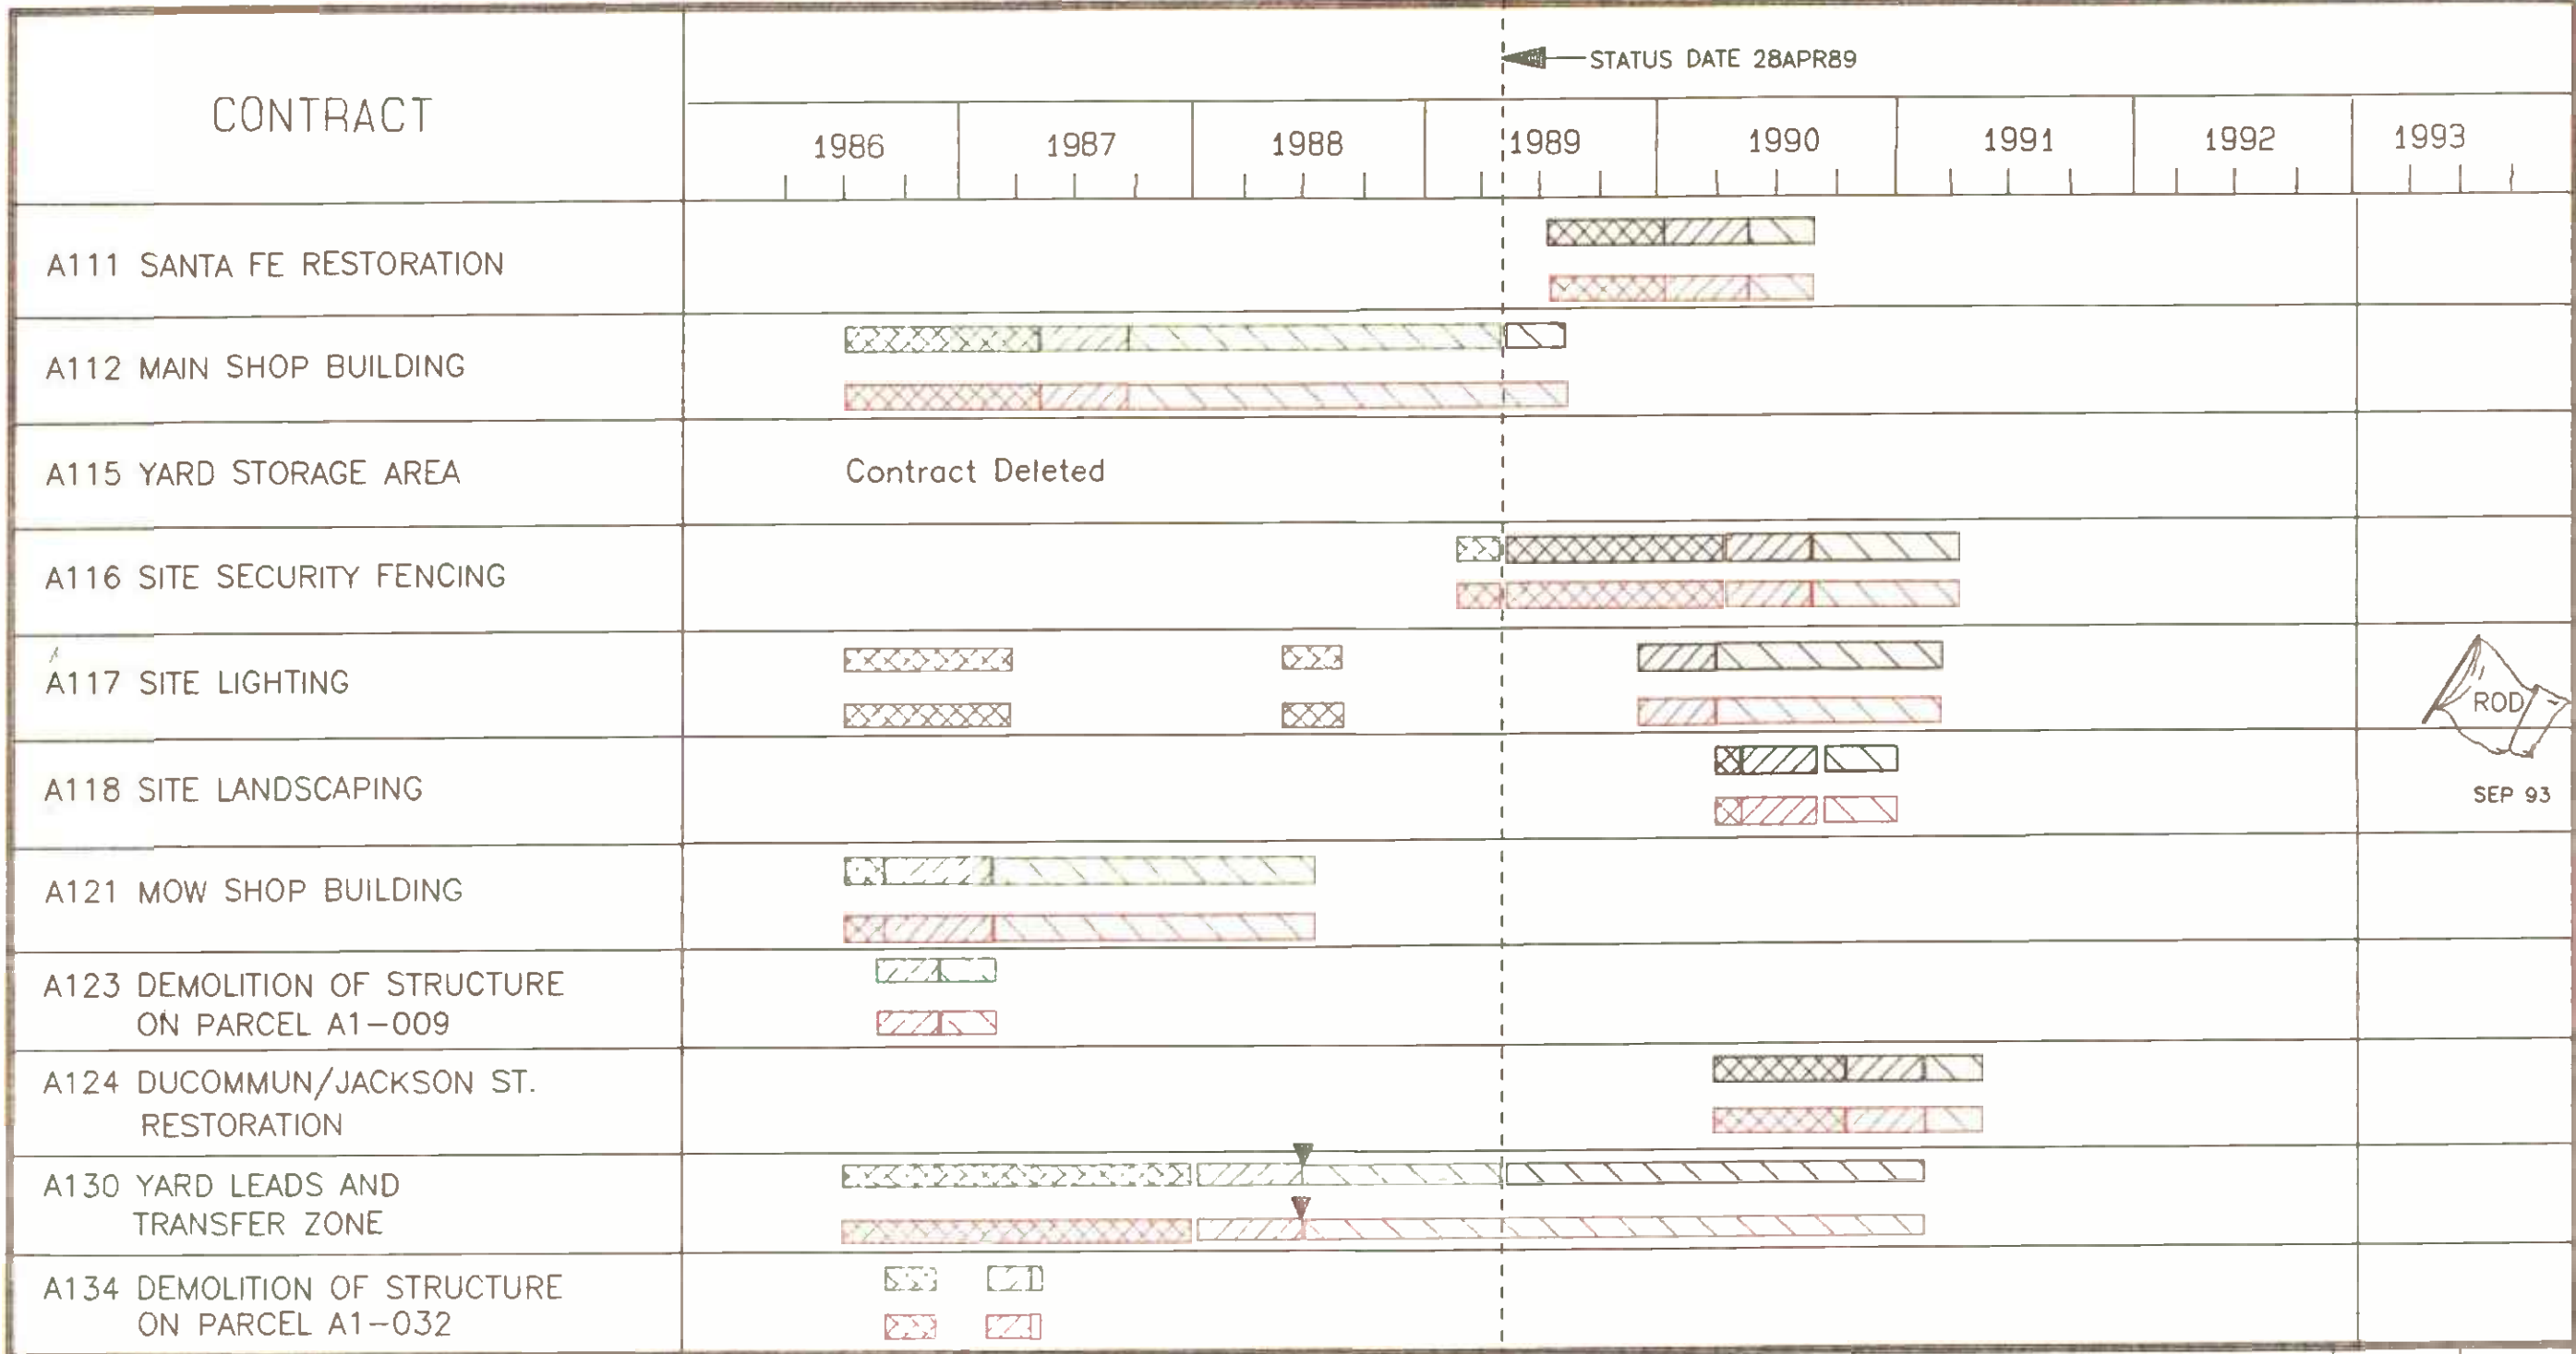 STATUS DATE 28APR89
CONTRACT
1986 1987 1988 1989 1990 1991 1992 1993
A111 SANTA FE RESTORATION
A112 MAIN SHOP BUILDING
A115 YARD STORAGE AREA Contract Deleted
A116 SITE SECURITY FENCING
A117 SITE LIGHTING
ROD
A118 SITE LANDSCAPING
SEP 93
A121 MOW SHOP BUILDING
A123 DEMOLITION OF STRUCTURE
ON PARCEL A1-009
A124 DUCOMMUN/JACKSON ST.
RESTORATION
A130 YARD LEADS AND
TRANSFER ZONE
A134 DEMOLITION OF STRUCTURE
ON PARCEL A1-032